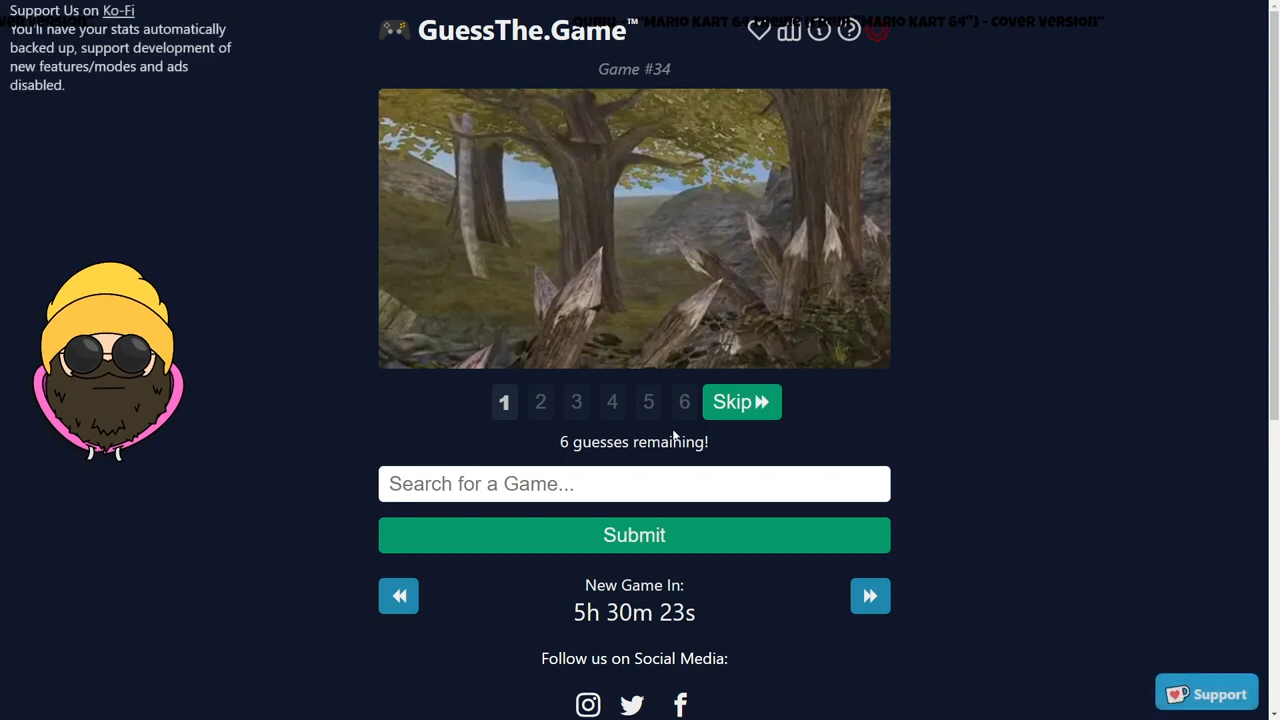 Support Us on Ko-Fi
You'll have your stats automatically
backed up, support development of
new features/modes and ads
disabled.
GuessThe.Game™
Game #34
1 2 3 4 5 6 Skip
6 guesses remaining!
Search for a Game...
Submit
New Game In:
5h 30m 23s
Follow us on Social Media:
Support